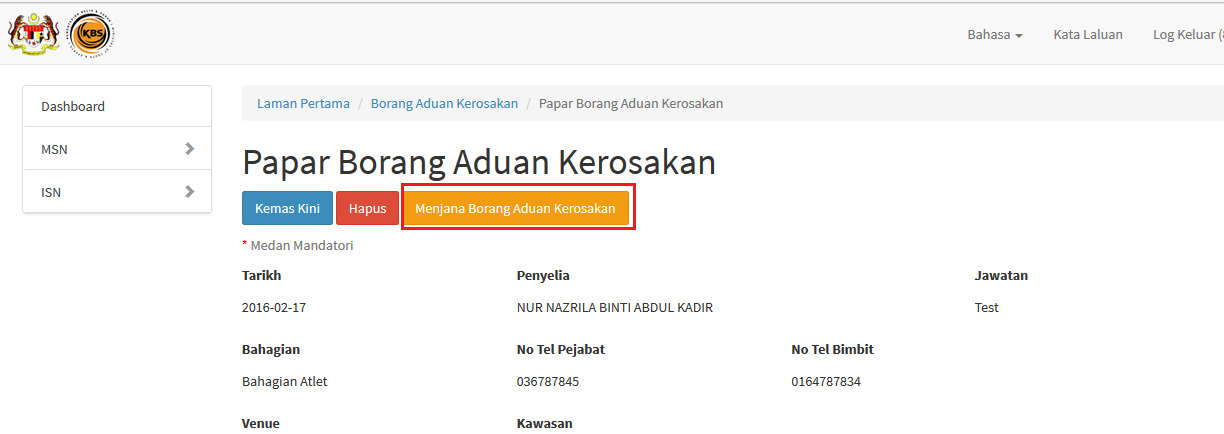 KBS
Bahasa Kata Laluan Log Keluar (
Dashboard
MSN
ISN
Laman Pertama / Borang Aduan Kerosakan / Papar Borang Aduan Kerosakan
Papar Borang Aduan Kerosakan
Kemas Kini Hapus Menjana Borang Aduan Kerosakan
* Medan Mandatori
Tarikh Penyelia Jawatan
2016-02-17 NUR NAZRILA BINTI ABDUL KADIR Test
Bahagian No Tel Pejabat No Tel Bimbit
Bahagian Atlet 036787845 0164787834
Venue Kawasan